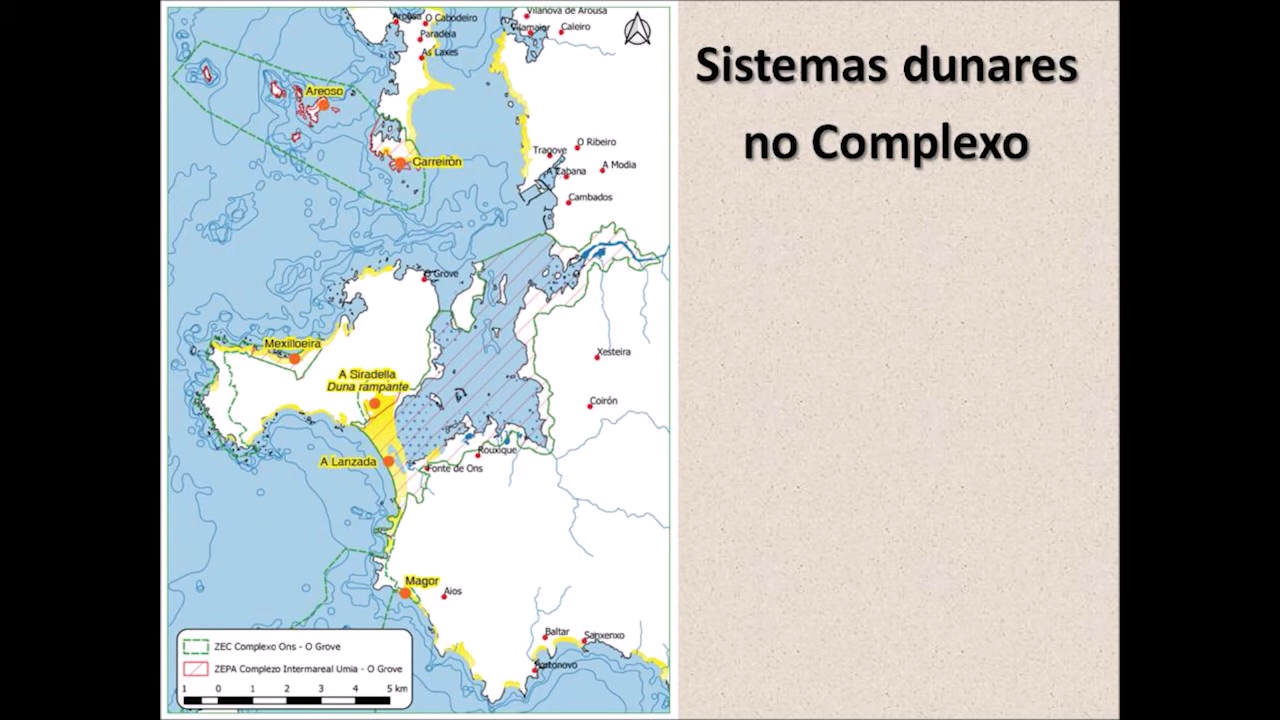 Sistemas dunares
no Complexo
Arousa
O Cabodeiro
Paradela
As Laxes
Vilanova de Arousa
Vilamaior
Caleiro
Areoso
Carreirón
Tragove
O Ribeiro
A Zabana
A Modia
Cambados
O Grove
Mexilloeira
A Siradella
Duna rampante
Xesteira
Coirón
A Lanzada
Rouxique
Fonte de Ons
Magor
Aios
Baltar
Sanxenxo
Portonovo
ZEC Complexo Ons - O Grove
ZEPA Complexo Intermareal Umia - O Grove
1 0 1 2 3 4 5 km